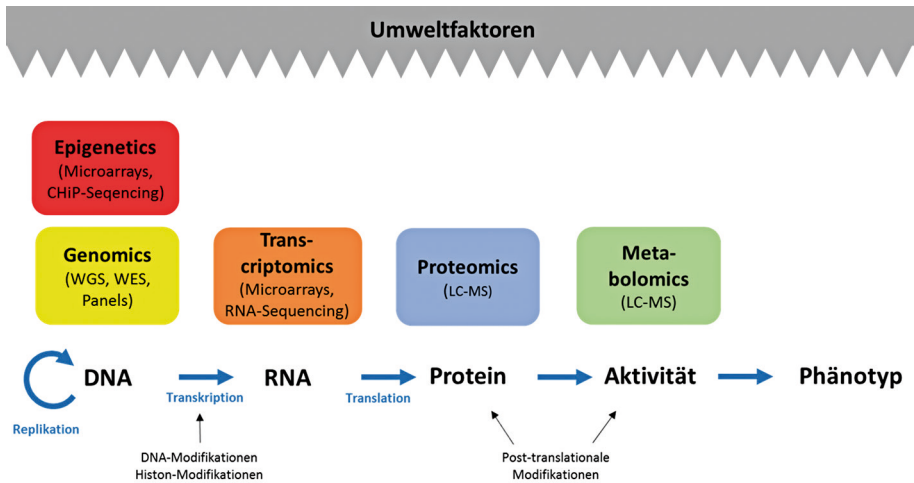 Umweltfaktoren
Epigenetics
(Microarrays,
CHiP-Seqencing)
Genomics
(WGS, WES,
Panels)
Trans-
criptomics
(Microarrays,
RNA-Sequencing)
Proteomics
(LC-MS)
Meta-
bolomics
(LC-MS)
DNA
RNA
Protein
Aktivität
Phänotyp
Transkription
Translation
Replikation
DNA-Modifikationen
Histon-Modifikationen
Post-translationale
Modifikationen